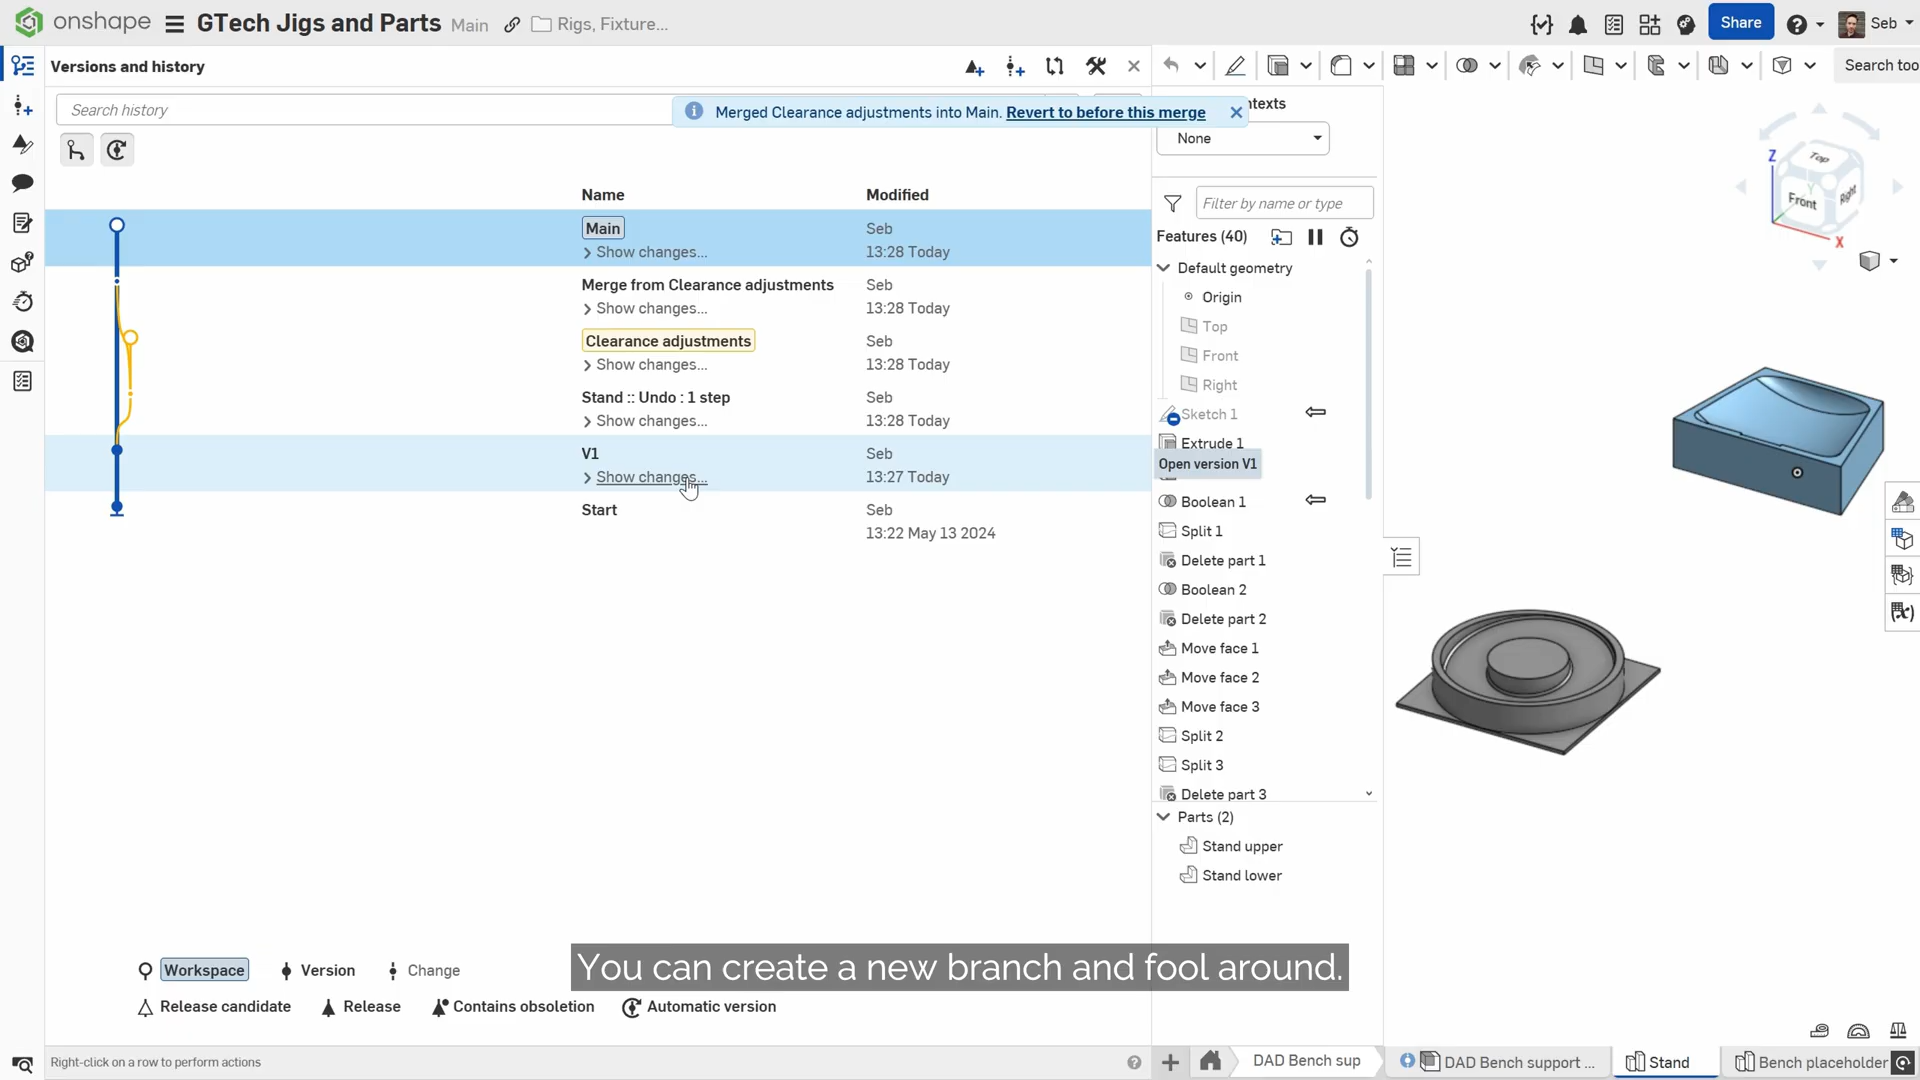 onshape GTech Jigs and Parts Main Rigs, Fixture... Share Seb
Versions and history
Search history
Merged Clearance adjustments into Main. Revert to before this merge
Name Modified
Main Seb
Show changes... 13:28 Today
Merge from Clearance adjustments Seb
Show changes... 13:28 Today
Clearance adjustments Seb
Show changes... 13:28 Today
Stand :: Undo : 1 step Seb
Show changes... 13:28 Today
V1 Seb
Show changes... 13:27 Today
Start Seb
13:22 May 13 2024
Workspace Version Change
Release candidate Release Contains obsoletion Automatic version
Right-click on a row to perform actions
Search too
ntexts
None
Filter by name or type
Features (40)
Default geometry
Origin
Top
Front
Right
Sketch 1
Extrude 1
Open version V1
Boolean 1
Split 1
Delete part 1
Boolean 2
Delete part 2
Move face 1
Move face 2
Move face 3
Split 2
Split 3
Delete part 3
Parts (2)
Stand upper
Stand lower
Z
Top
Y
Front
Right
X
You can create a new branch and fool around.
DAD Bench sup DAD Bench support ... Stand Bench placeholder